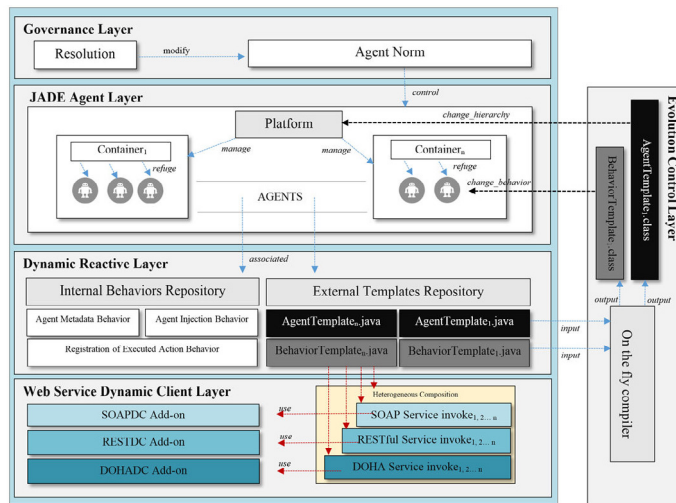 Governance Layer
Resolution
modify
Agent Norm
control
JADE Agent Layer
Platform
change_hierarchy
Container1
manage
manage
Containern
refuge
refuge
change_behavior
AGENTS
associated
Dynamic Reactive Layer
Internal Behaviors Repository
External Templates Repository
Agent Metadata Behavior
Agent Injection Behavior
Registration of Executed Action Behavior
AgentTemplaten.java
AgentTemplate1.java
BehaviorTemplaten.java
BehaviorTemplate1.java
input
input
Web Service Dynamic Client Layer
Heterogeneous Composition
SOAPDC Add-on
use
SOAP Service invoke1, 2... n
RESTDC Add-on
use
RESTful Service invoke1, 2... n
DOHADC Add-on
use
DOHA Service invoke1, 2... n
Evolution Control Layer
AgentTemplate1.class
BehaviorTemplate1.class
output
output
On the fly compiler